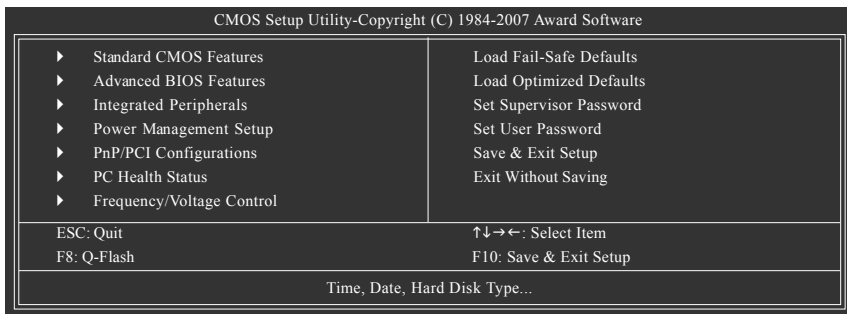 CMOS Setup Utility-Copyright (C) 1984-2007 Award Software
Standard CMOS Features
Advanced BIOS Features
Integrated Peripherals
Power Management Setup
PnP/PCI Configurations
PC Health Status
Frequency/Voltage Control
Load Fail-Safe Defaults
Load Optimized Defaults
Set Supervisor Password
Set User Password
Save & Exit Setup
Exit Without Saving
ESC: Quit
F8: Q-Flash
↑↓→←: Select Item
F10: Save & Exit Setup
Time, Date, Hard Disk Type...